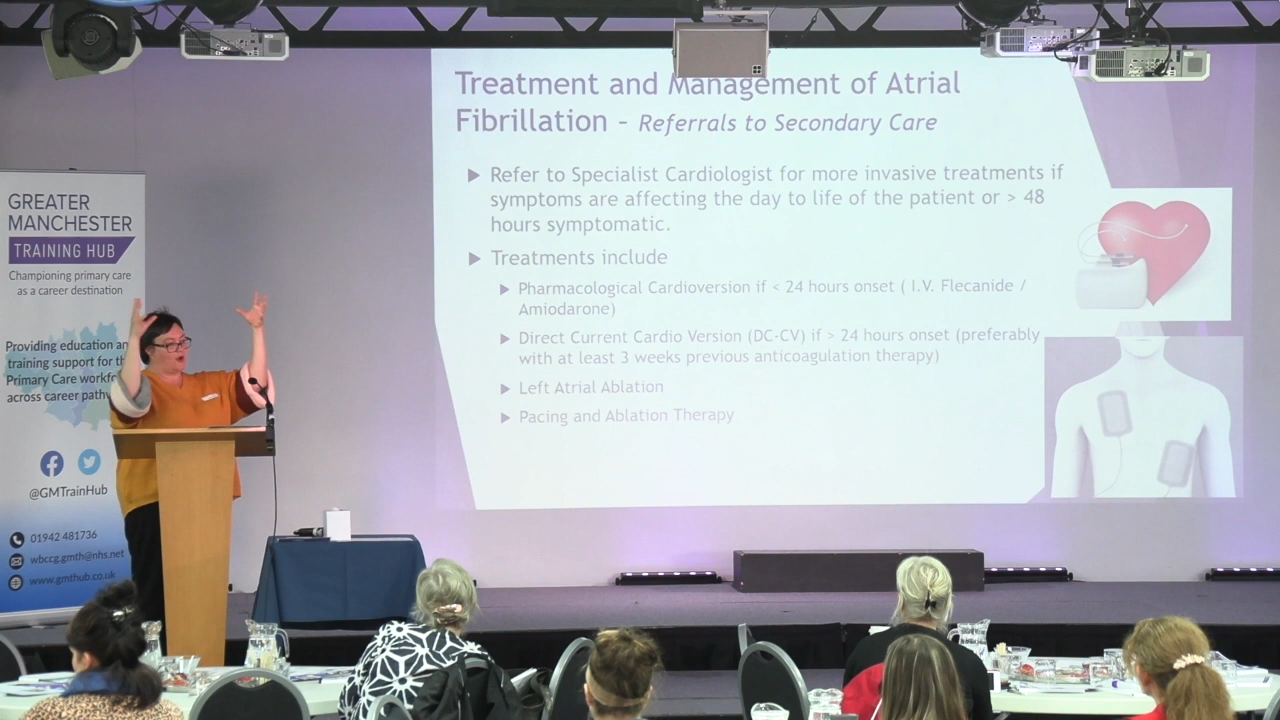 Treatment and Management of Atrial
Fibrillation – Referrals to Secondary Care
Refer to Specialist Cardiologist for more invasive treatments if
symptoms are affecting the day to life of the patient or > 48
hours symptomatic.
Treatments include
Pharmacological Cardioversion if < 24 hours onset ( I.V. Flecanide /
Amiodarone)
Direct Current Cardio Version (DC-CV) if > 24 hours onset (preferably
with at least 3 weeks previous anticoagulation therapy)
Left Atrial Ablation
Pacing and Ablation Therapy
GREATER
MANCHESTER
TRAINING HUB
Championing primary care
as a career destination
Providing education an
training support for th
Primary Care workfo
across career pathw
@GMTrainHub
01942 481736
wbccg.gmth@nhs.net
www.gmthub.co.uk